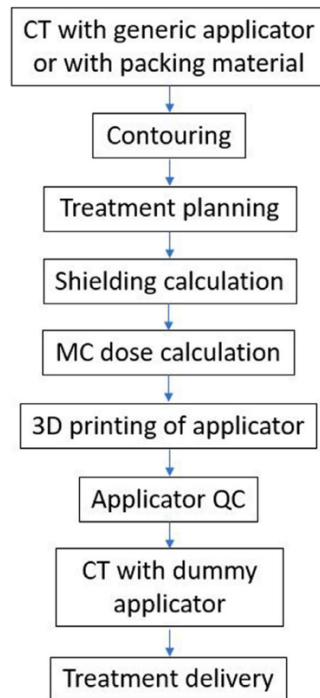 CT with generic applicator
or with packing material
Contouring
Treatment planning
Shielding calculation
MC dose calculation
3D printing of applicator
Applicator QC
CT with dummy
applicator
Treatment delivery